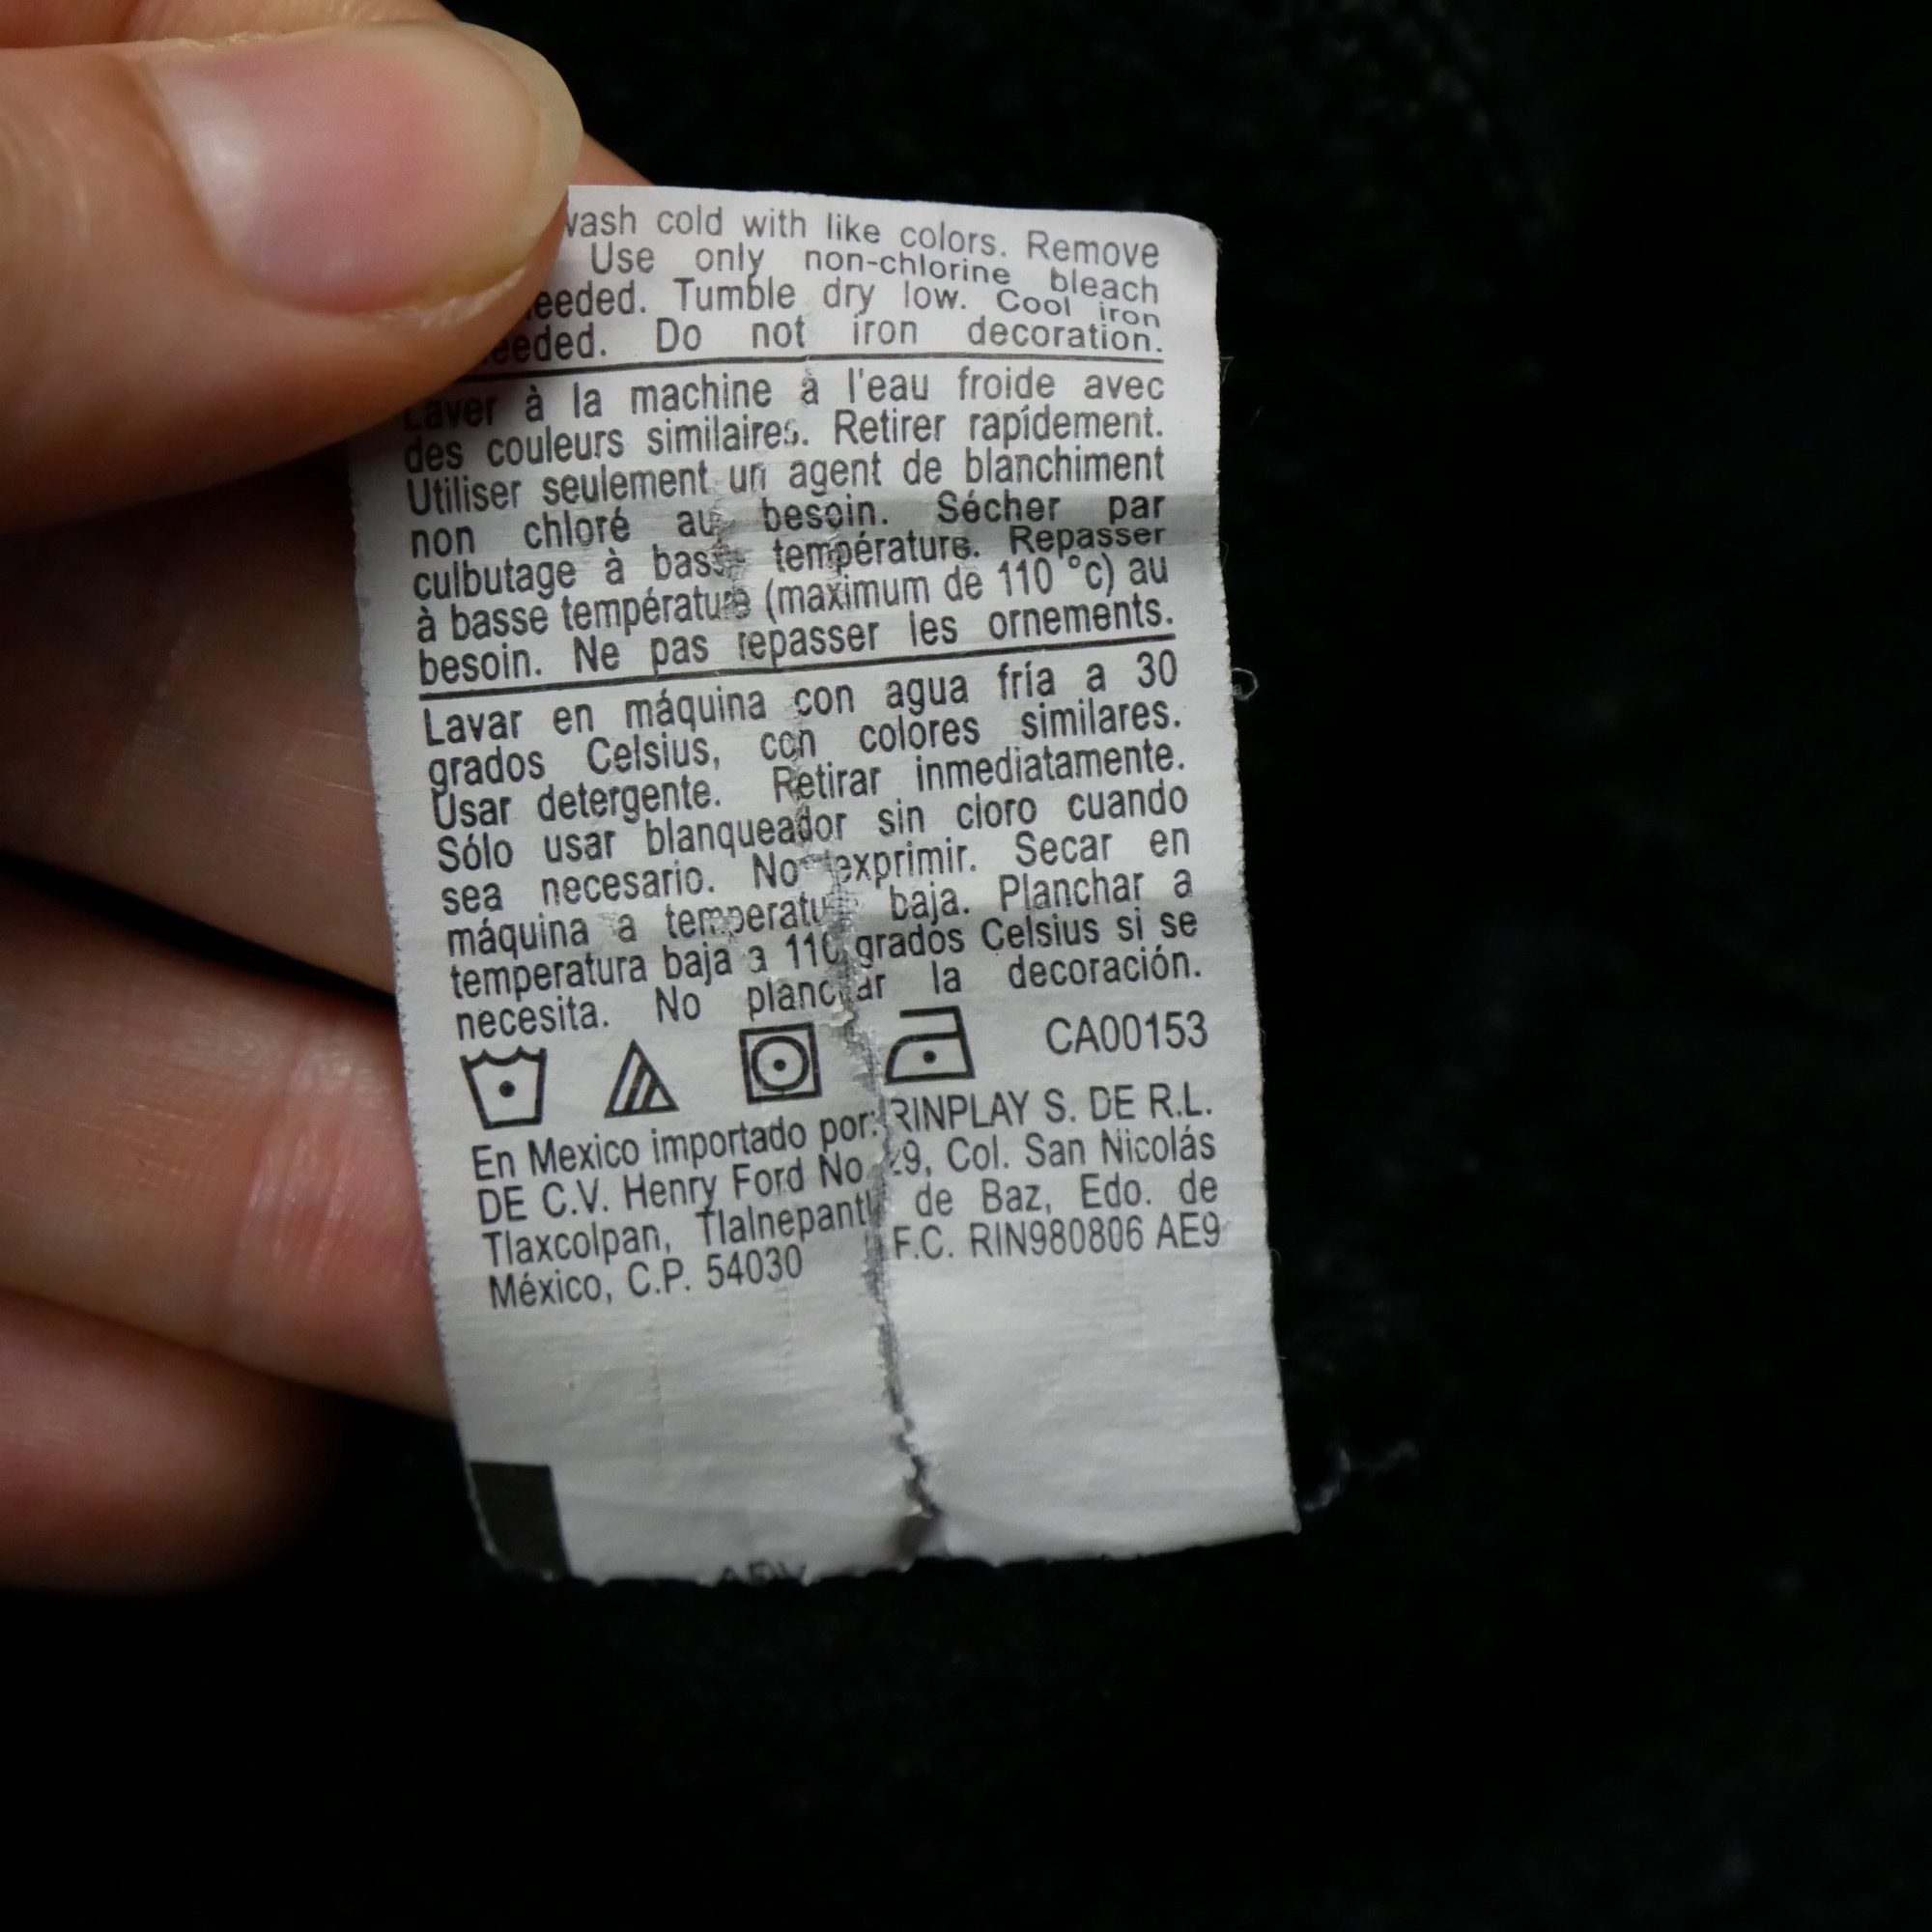 cold with like colors. Remove
Use only non-chlorine bleach
Tumble dry low. Cool iron
Do not iron decoration.
Laver à la machine à l'eau froide avec
des couleurs similaires. Retirer rapídement.
Utiliser seulement un agent de blanchiment
non chloré au besoin. Sécher par
culbutage à basse température. Repasser
à basse température (maximum de 110 °c) au
besoin. Ne pas repasser les ornements.
Lavar en máquina con agua fría a 30
grados Celsius, con colores similares.
Usar detergente. Retirar inmediatamente.
Sólo usar blanqueador sin cloro cuando
sea necesario. No exprimir. Secar en
máquina a temperatura baja. Planchar a
temperatura baja a 110 grados Celsius si se
necesita. No planchar la decoración.
CA00153
En Mexico importado por: RINPLAY S. DE R.L.
DE C.V. Henry Ford No Col. San Nicolás
Tlaxcolpan, Tlalnepantla de Baz, Edo. de
México, C.P. 54030 F.C. RIN980806 AE9